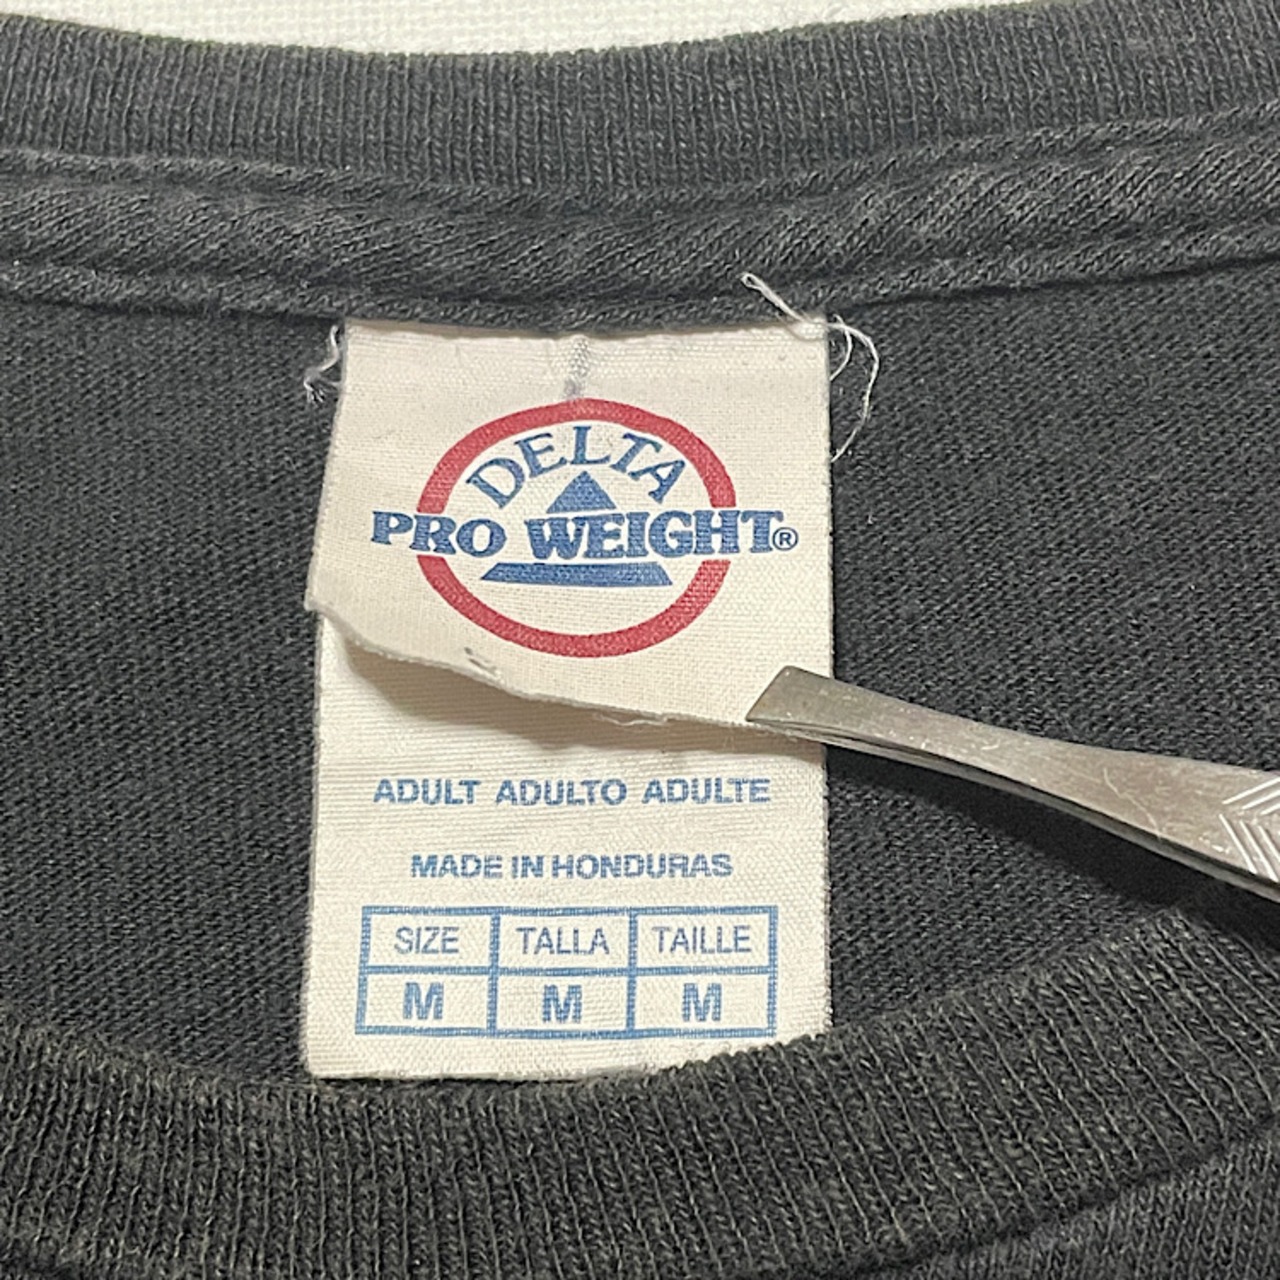 DELTA
PRO WEIGHT®
ADULT ADULTO ADULTE
MADE IN HONDURAS
SIZE TALLA TAILLE
M M M